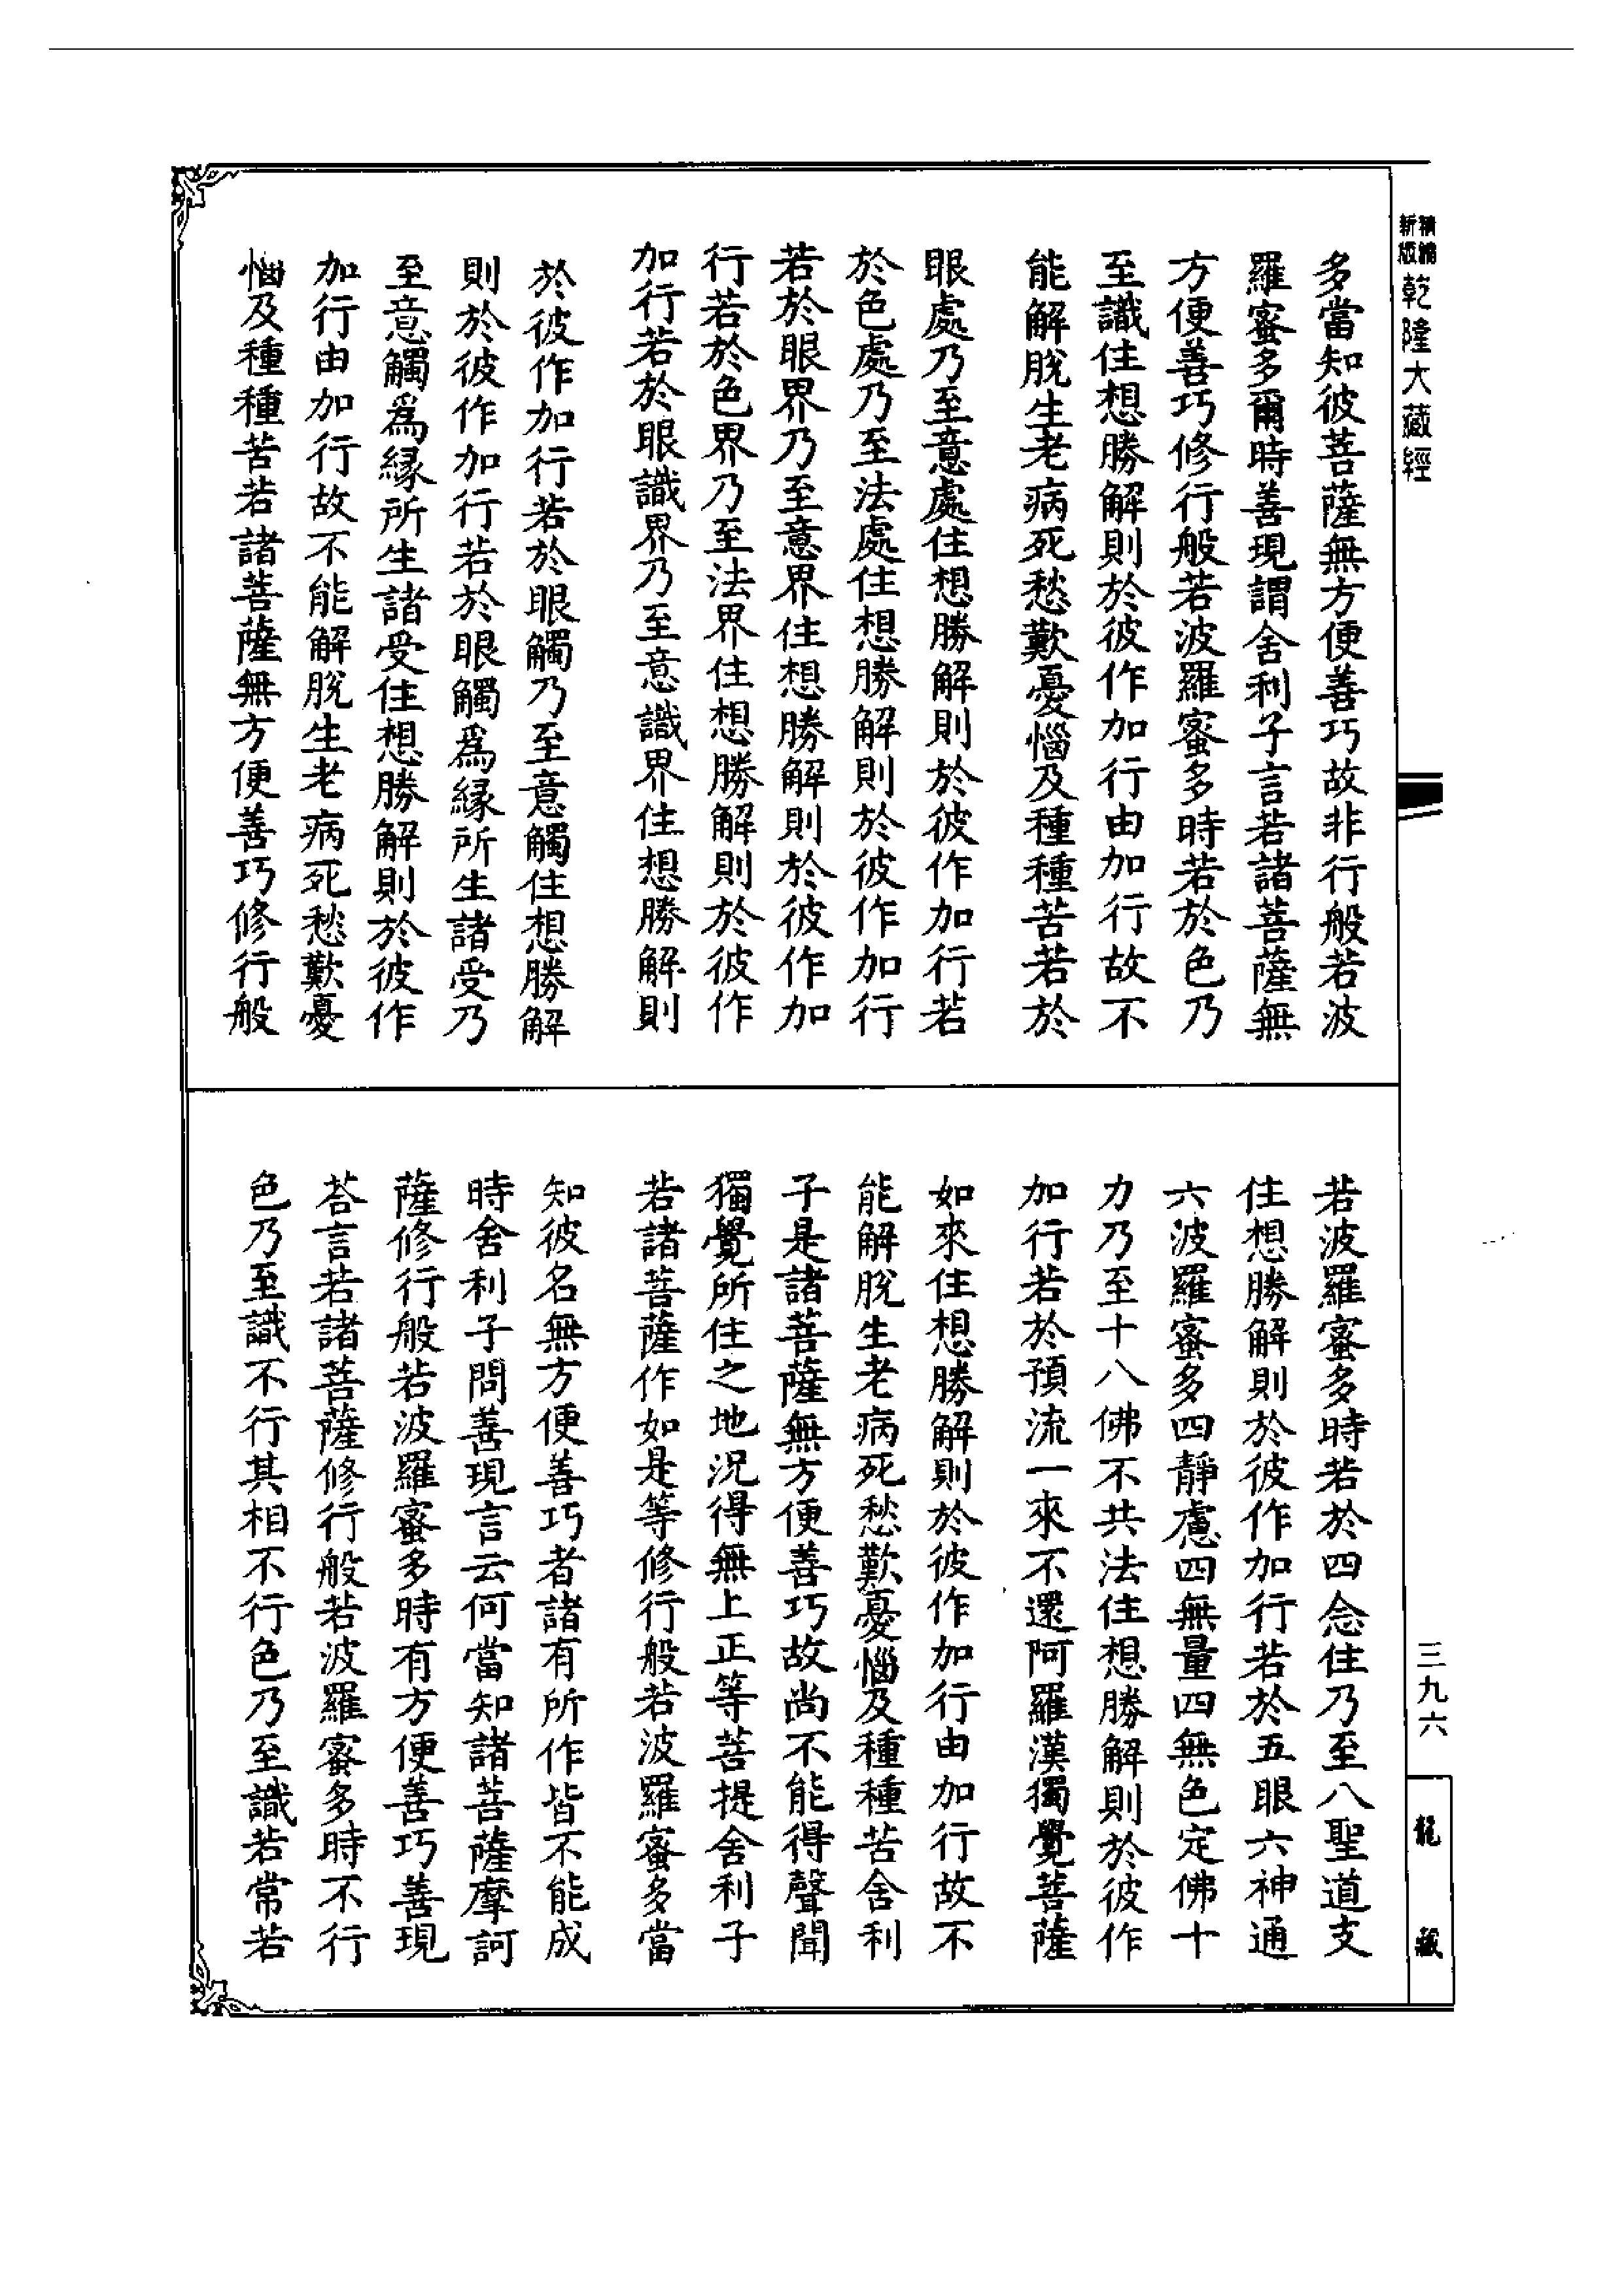 精編新版
乾隆大藏經
多當知彼菩薩無方便善巧故非行般若波
羅蜜多爾時善現謂舍利子言若諸菩薩無
方便善巧修行般若波羅蜜多時若於色乃
至識住想勝解則於彼作加行由加行故不
能解脫生老病死愁歎憂惱及種種苦若於
眼處乃至意處住想勝解則於彼作加行若
於色處乃至法處住想勝解則於彼作加行
若於眼界乃至意界住想勝解則於彼作加
行若於色界乃至法界住想勝解則於彼作
加行若於眼識界乃至意識界住想勝解則
於彼作加行若於眼觸乃至意觸住想勝解
則於彼作加行若於眼觸爲緣所生諸受乃
至意觸爲緣所生諸受住想勝解則於彼作
加行由加行故不能解脫生老病死愁歎憂
惱及種種苦若諸菩薩無方便善巧修行般
若波羅蜜多時若於四念住乃至八聖道支
住想勝解則於彼作加行若於五眼六神通
六波羅蜜多四靜慮四無量四無色定佛十
力乃至十八佛不共法住想勝解則於彼作
加行若於預流一來不還阿羅漢獨覺菩薩
如來住想勝解則於彼作加行由加行故不
能解脫生老病死愁歎憂惱及種種苦舍利
子是諸菩薩無方便善巧故尚不能得聲聞
獨覺所住之地況得無上正等菩提舍利子
若諸菩薩作如是等修行般若波羅蜜多當
知彼名無方便善巧者諸有所作皆不能成
時舍利子問善現言云何當知諸菩薩摩訶
薩修行般若波羅蜜多時有方便善巧善現
荅言若諸菩薩修行般若波羅蜜多時不行
色乃至識不行其相不行色乃至識若常若
三九六
龍藏